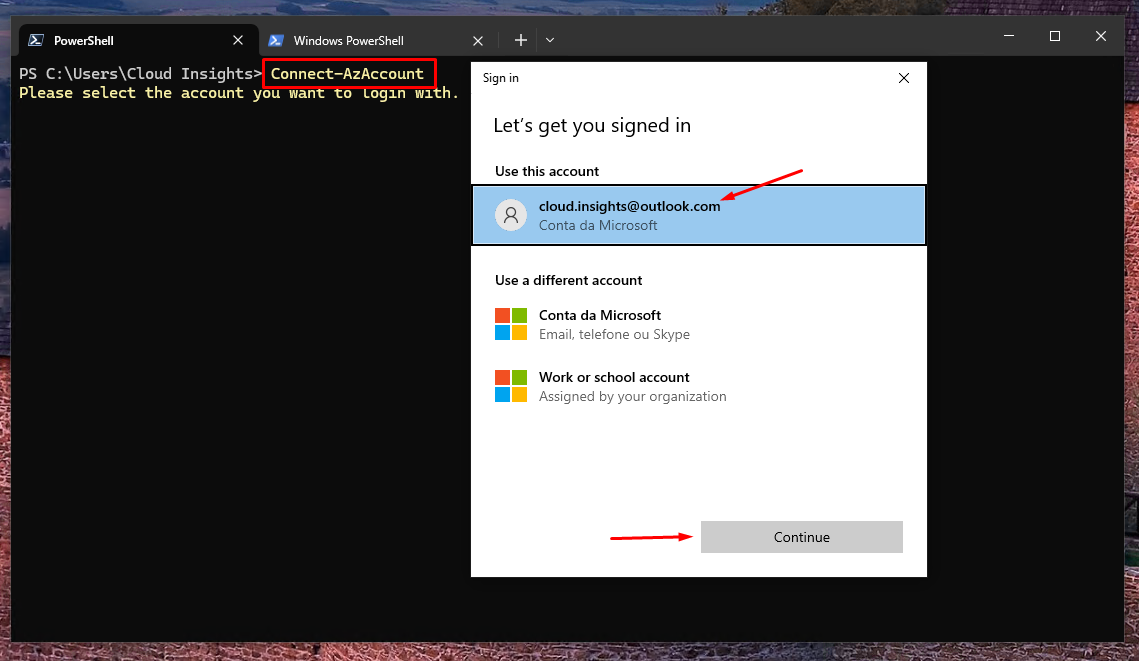 PowerShell
Windows PowerShell
PS C:\Users\Cloud Insights> Connect-AzAccount
Please select the account you want to login with.
Sign in
Let's get you signed in
Use this account
cloud.insights@outlook.com
Conta da Microsoft
Use a different account
Conta da Microsoft
Email, telefone ou Skype
Work or school account
Assigned by your organization
Continue